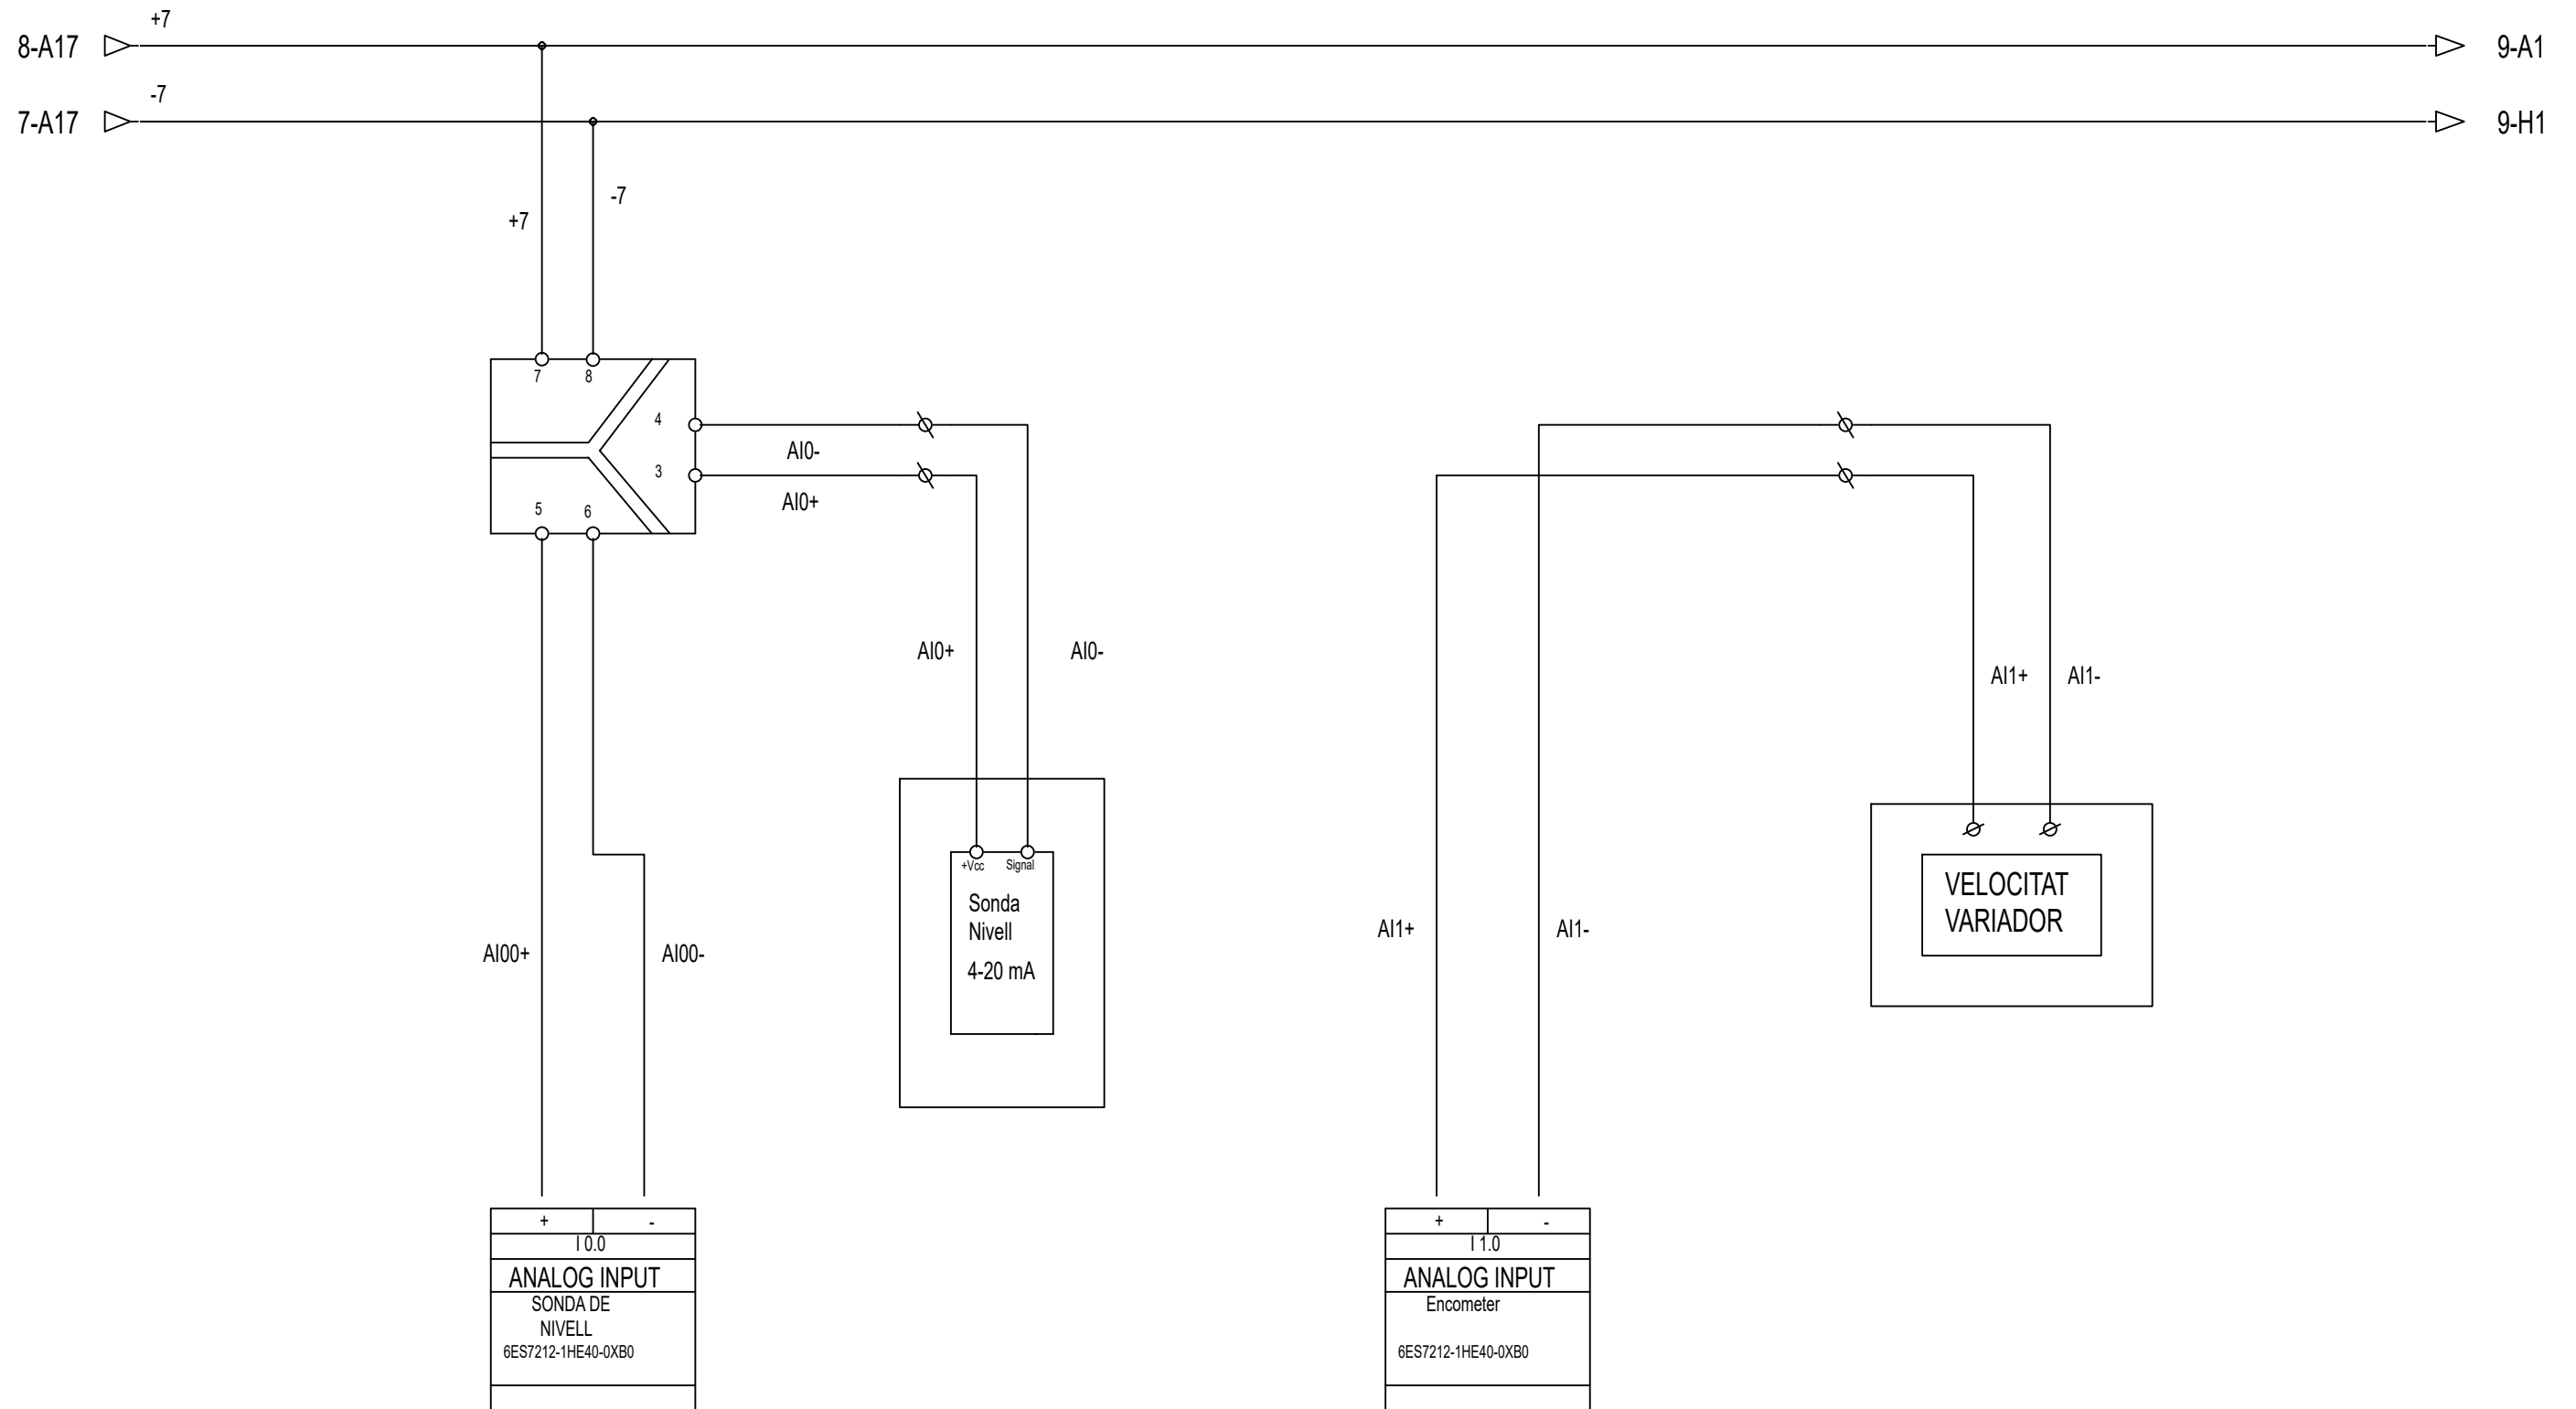 +7
8-A17
9-A1
-7
7-A17
9-H1
-7
+7
7
8
4
AI0-
3
AI0+
5
6
AI0+
AI0-
AI1+
AI1-
+Vcc
Signal
Sonda
Nivell
4-20 mA
VELOCITAT
VARIADOR
AI00+
AI00-
AI1+
AI1-
+
-
I 0.0
ANALOG INPUT
SONDA DE
NIVELL
6ES7212-1HE40-0XB0
+
-
I 1.0
ANALOG INPUT
Encometer
6ES7212-1HE40-0XB0